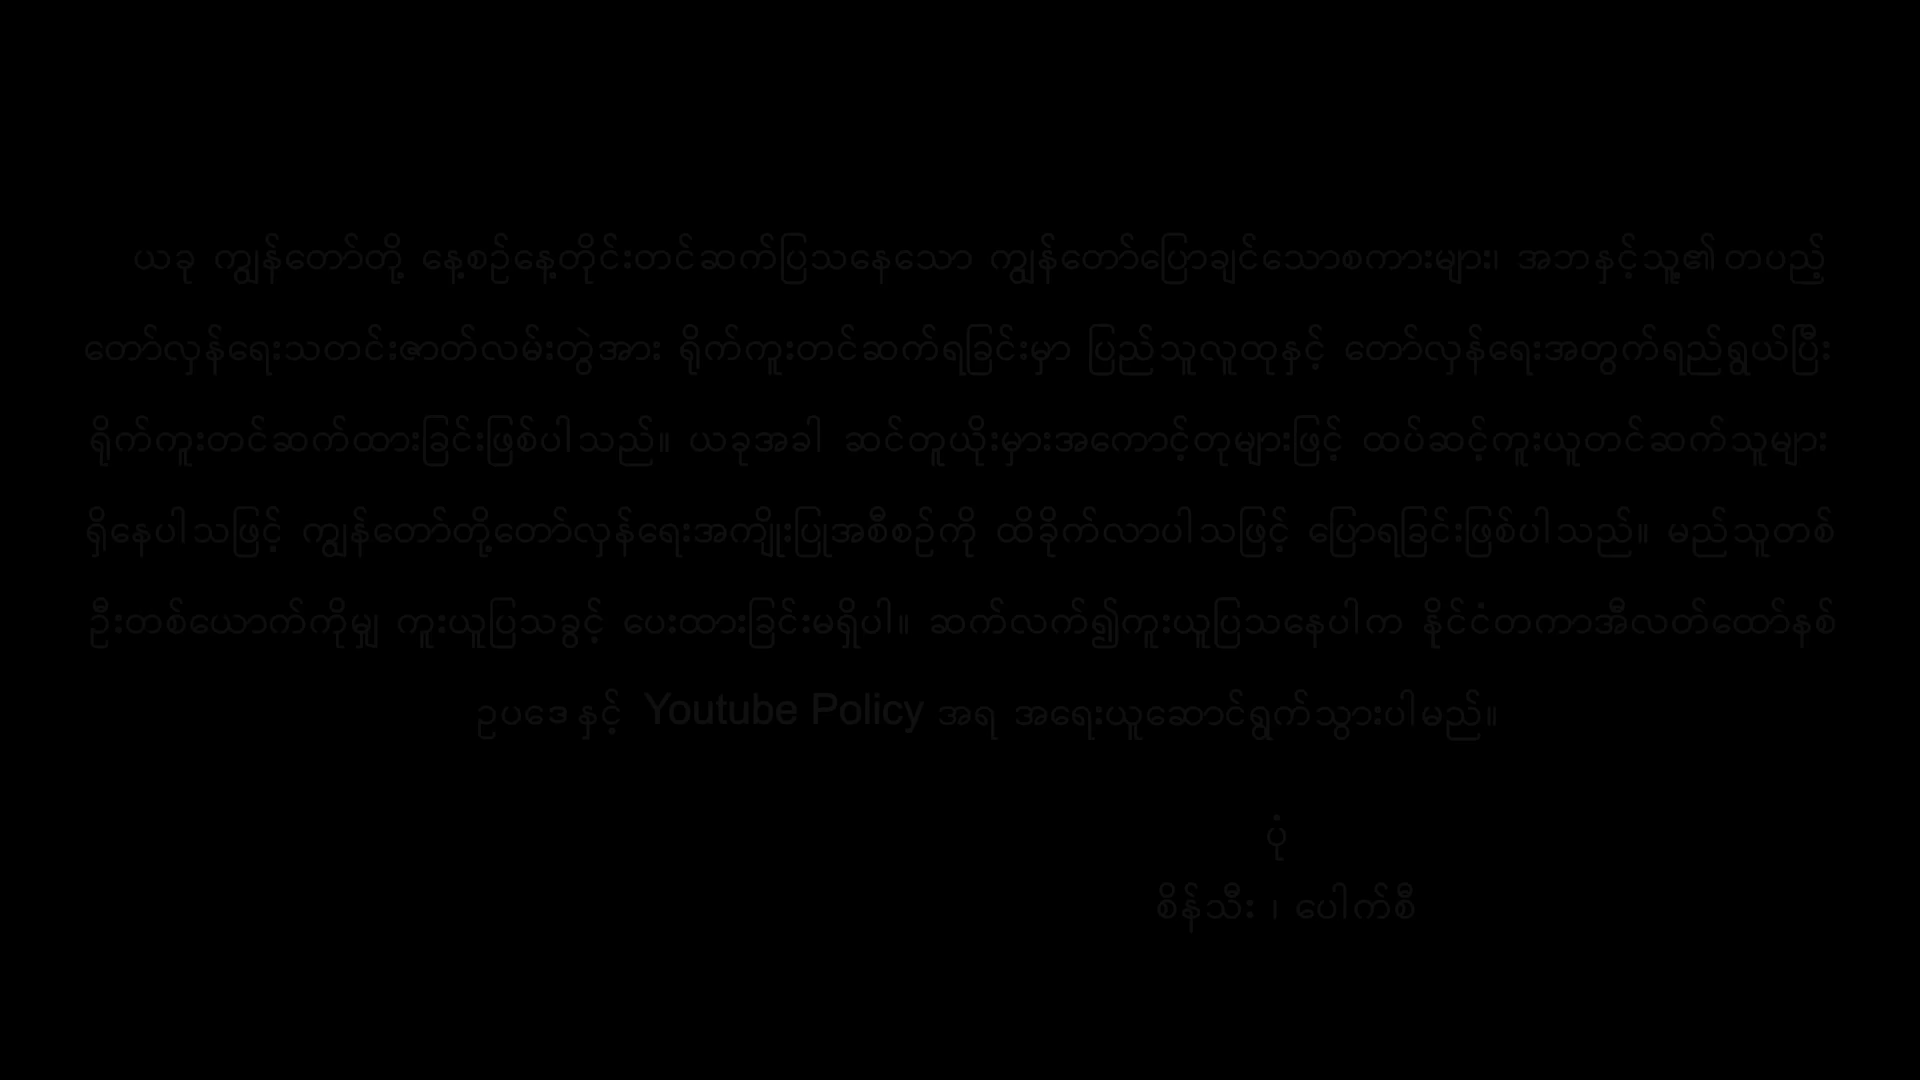 ယခု ကျွန်တော်တို့ နေ့စဉ်နေ့တိုင်းတင်ဆက်ပြသနေသော ကျွန်တော်ပြောချင်သောစကားများ၊ အဘနှင့်သူ၏တပည့်
တော်လှန်ရေးသတင်းဇာတ်လမ်းတွဲအား ရိုက်ကူးတင်ဆက်ရခြင်းမှာ ပြည်သူလူထုနှင့် တော်လှန်ရေးအတွက်ရည်ရွယ်ပြီး
ရိုက်ကူးတင်ဆက်ထားခြင်းဖြစ်ပါသည်။ ယခုအခါ ဆင်တူယိုးမှားအကောင့်တုများဖြင့် ထပ်ဆင့်ကူးယူတင်ဆက်သူများ
ရှိနေပါသဖြင့် ကျွန်တော်တို့တော်လှန်ရေးအကျိုးပြုအစီစဉ်ကို ထိခိုက်လာပါသဖြင့် ပြောရခြင်းဖြစ်ပါသည်။ မည်သူတစ်
ဦးတစ်ယောက်ကိုမျှ ကူးယူပြသခွင့် ပေးထားခြင်းမရှိပါ။ ဆက်လက်၍ကူးယူပြသနေပါက နိုင်ငံတကာအီလတ်ထော်နစ်
ဥပဒေနှင့် Youtube Policy အရ အရေးယူဆောင်ရွက်သွားပါမည်။
ပုံ
စိန်သီး ၊ ပေါက်စီ